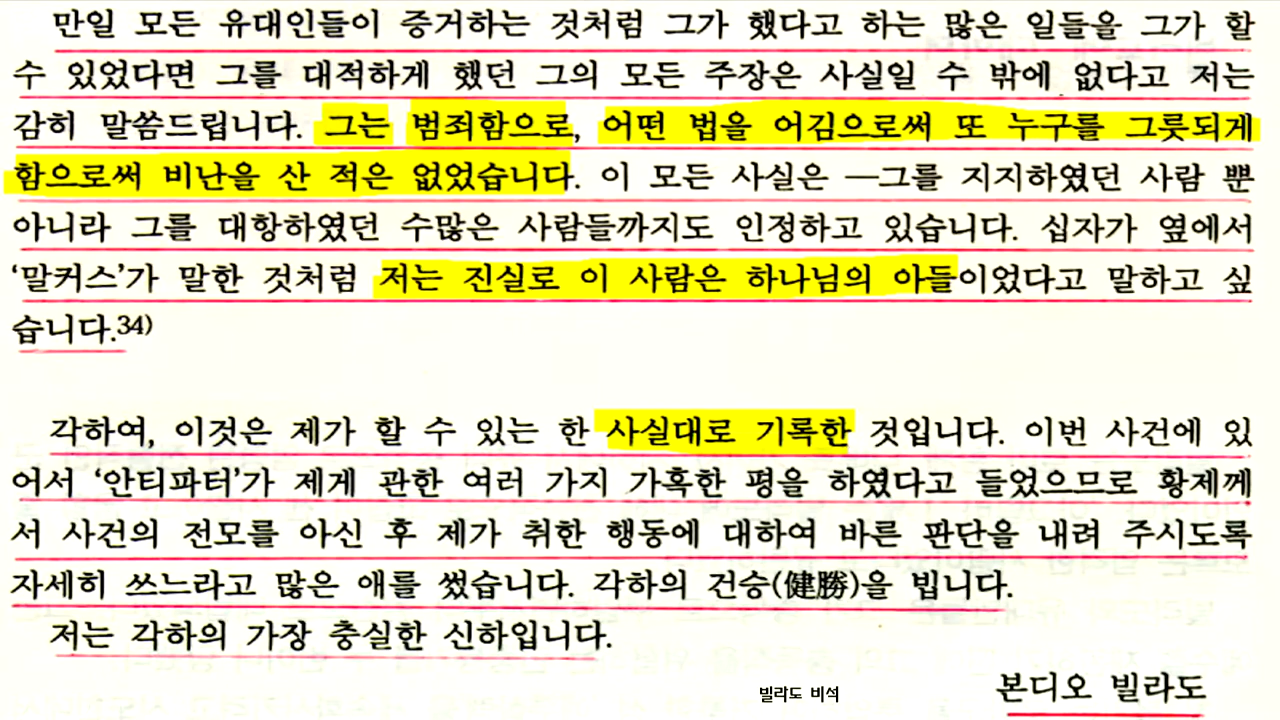 만일 모든 유대인들이 증거하는 것처럼 그가 했다고 하는 많은 일들을 그가 할
수 있었다면 그를 대적하게 했던 그의 모든 주장은 사실일 수 밖에 없다고 저는
감히 말씀드립니다. 그는 범죄함으로, 어떤 법을 어김으로써 또 누구를 그릇되게
함으로써 비난을 산 적은 없었습니다. 이 모든 사실은 —그를 지지하였던 사람 뿐
아니라 그를 대항하였던 수많은 사람들까지도 인정하고 있습니다. 십자가 옆에서
‘말커스’가 말한 것처럼 저는 진실로 이 사람은 하나님의 아들이었다고 말하고 싶
습니다.34)
각하여, 이것은 제가 할 수 있는 한 사실대로 기록한 것입니다. 이번 사건에 있
어서 ‘안티파터’가 제게 관한 여러 가지 가혹한 평을 하였다고 들었으므로 황제께
서 사건의 전모를 아신 후 제가 취한 행동에 대하여 바른 판단을 내려 주시도록
자세히 쓰느라고 많은 애를 썼습니다. 각하의 건승(健勝)을 빕니다.
저는 각하의 가장 충실한 신하입니다.
본디오 빌라도
빌라도 비석